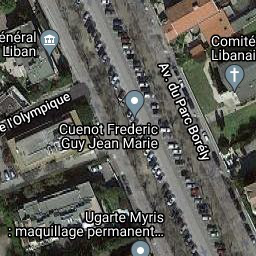 énéral
Liban
Comité
Libanai
Av. du Parc Borély
e l'Olympique
Cuenot Frederic
Guy Jean Marie
Ugarte Myris
: maquillage permanent...